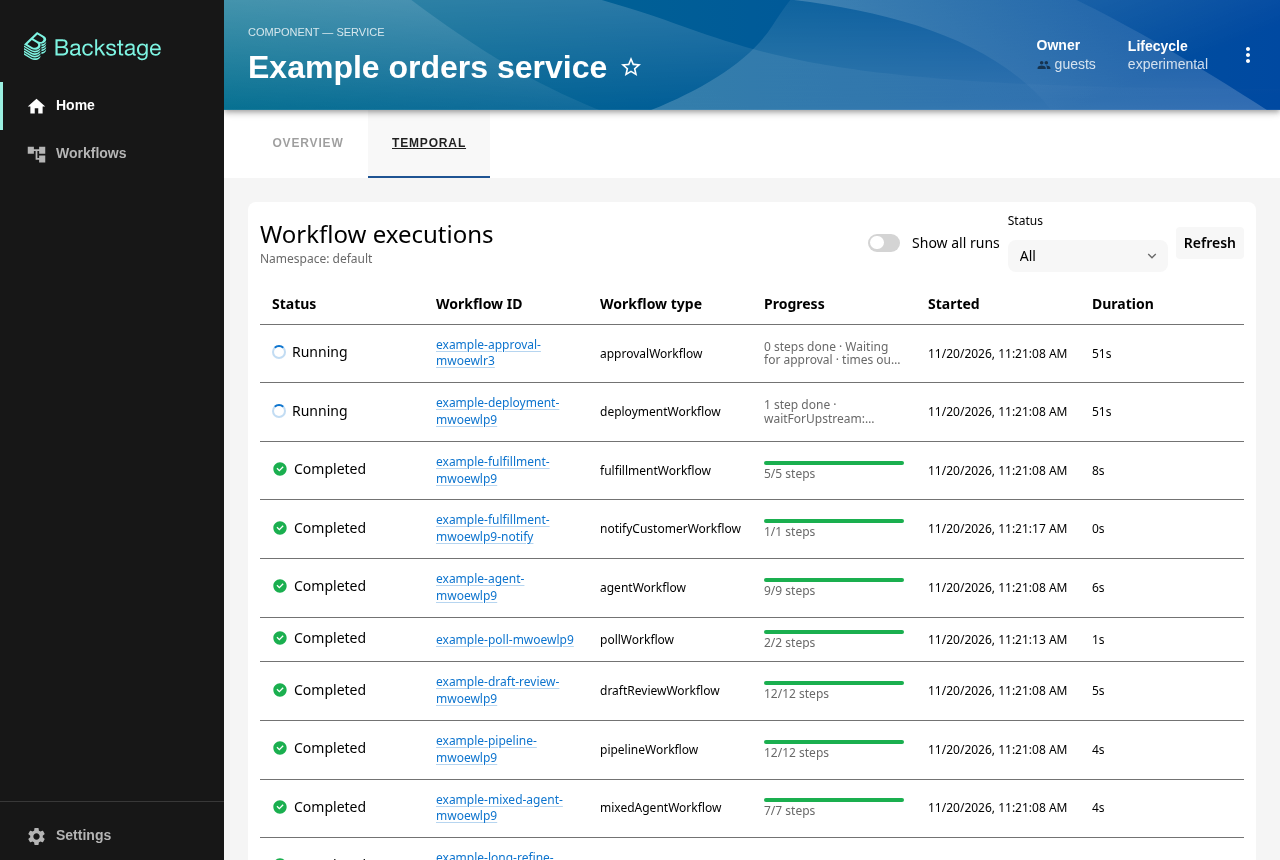 Backstage
Home
Workflows
Settings
COMPONENT — SERVICE
Example orders service
Owner
guests
Lifecycle
experimental
OVERVIEW
TEMPORAL
Workflow executions
Namespace: default
Show all runs
Status
All
Refresh
Status Workflow ID Workflow type Progress Started Duration
Running example-approval-mwoewlr3 approvalWorkflow 0 steps done · Waiting for approval · times ou... 11/20/2026, 11:21:08 AM 51s
Running example-deployment-mwoewlp9 deploymentWorkflow 1 step done · waitForUpstream:... 11/20/2026, 11:21:08 AM 51s
Completed example-fulfillment-mwoewlp9 fulfillmentWorkflow 5/5 steps 11/20/2026, 11:21:08 AM 8s
Completed example-fulfillment-mwoewlp9-notify notifyCustomerWorkflow 1/1 steps 11/20/2026, 11:21:17 AM 0s
Completed example-agent-mwoewlp9 agentWorkflow 9/9 steps 11/20/2026, 11:21:08 AM 6s
Completed example-poll-mwoewlp9 pollWorkflow 2/2 steps 11/20/2026, 11:21:13 AM 1s
Completed example-draft-review-mwoewlp9 draftReviewWorkflow 12/12 steps 11/20/2026, 11:21:08 AM 5s
Completed example-pipeline-mwoewlp9 pipelineWorkflow 12/12 steps 11/20/2026, 11:21:08 AM 4s
Completed example-mixed-agent-mwoewlp9 mixedAgentWorkflow 7/7 steps 11/20/2026, 11:21:08 AM 4s
example-long-refine-